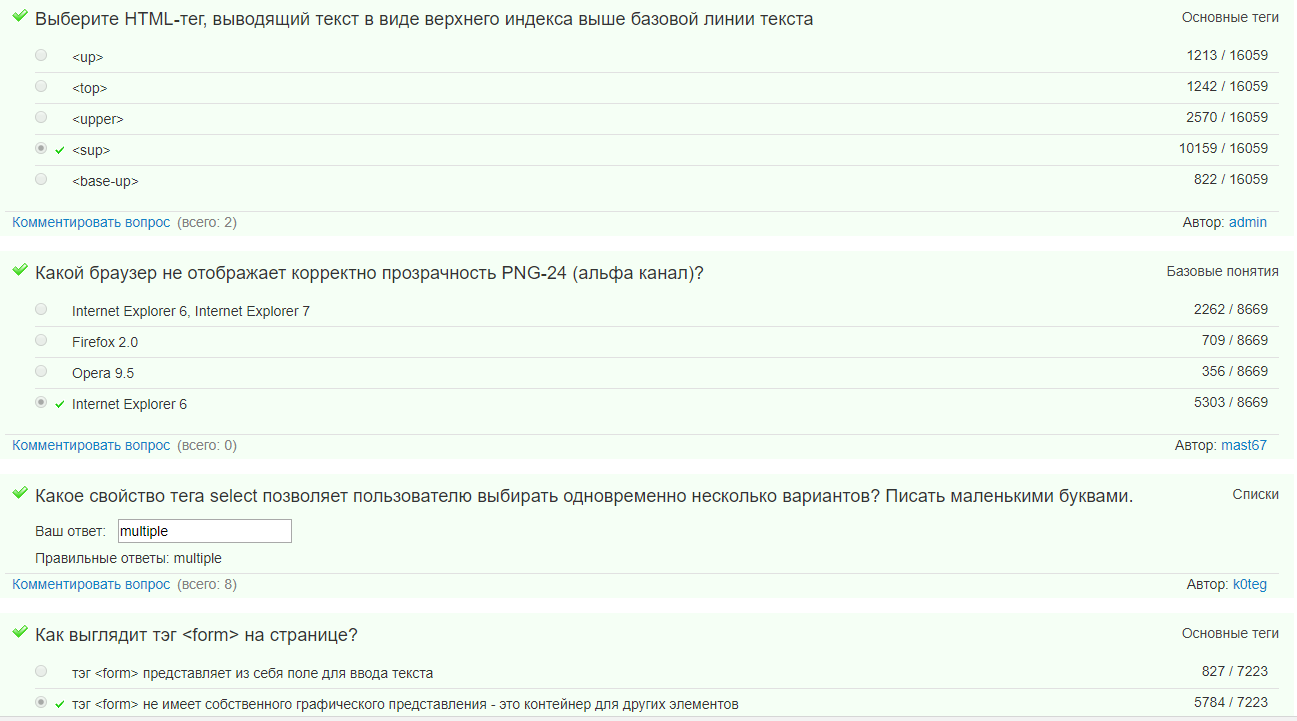 Выберите HTML-тег, выводящий текст в виде верхнего индекса выше базовой линии текста Основные теги
<up> 1213 / 16059
<top> 1242 / 16059
<upper> 2570 / 16059
<sup> 10159 / 16059
<base-up> 822 / 16059
Комментировать вопрос (всего: 2) Автор: admin
Какой браузер не отображает корректно прозрачность PNG-24 (альфа канал)? Базовые понятия
Internet Explorer 6, Internet Explorer 7 2262 / 8669
Firefox 2.0 709 / 8669
Opera 9.5 356 / 8669
Internet Explorer 6 5303 / 8669
Комментировать вопрос (всего: 0) Автор: mast67
Какое свойство тега select позволяет пользователю выбирать одновременно несколько вариантов? Писать маленькими буквами. Списки
Ваш ответ: multiple
Правильные ответы: multiple
Комментировать вопрос (всего: 8) Автор: k0teg
Как выглядит тэг <form> на странице? Основные теги
тэг <form> представляет из себя поле для ввода текста 827 / 7223
тэг <form> не имеет собственного графического представления - это контейнер для других элементов 5784 / 7223